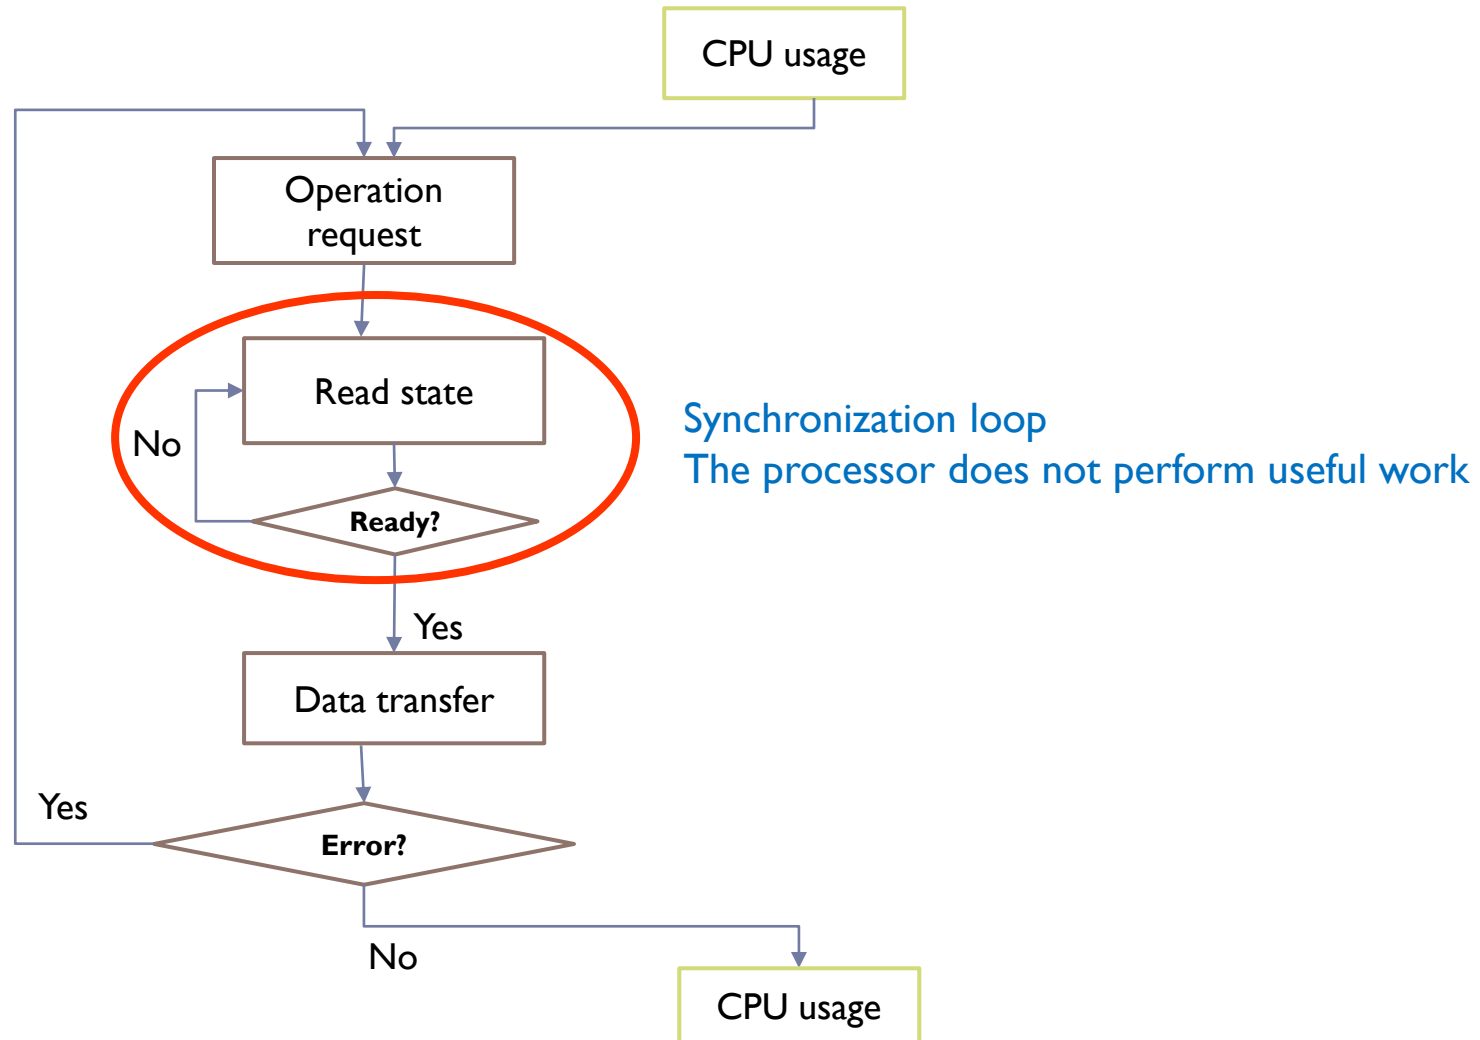 CPU usage
Operation
request
Read state
No
Ready?
Synchronization loop
The processor does not perform useful work
Yes
Data transfer
Yes
Error?
No
CPU usage